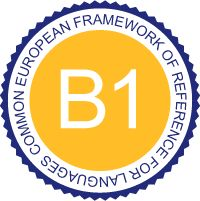 COMMON EUROPEAN FRAMEWORK OF REFERENCE FOR LANGUAGES
B1